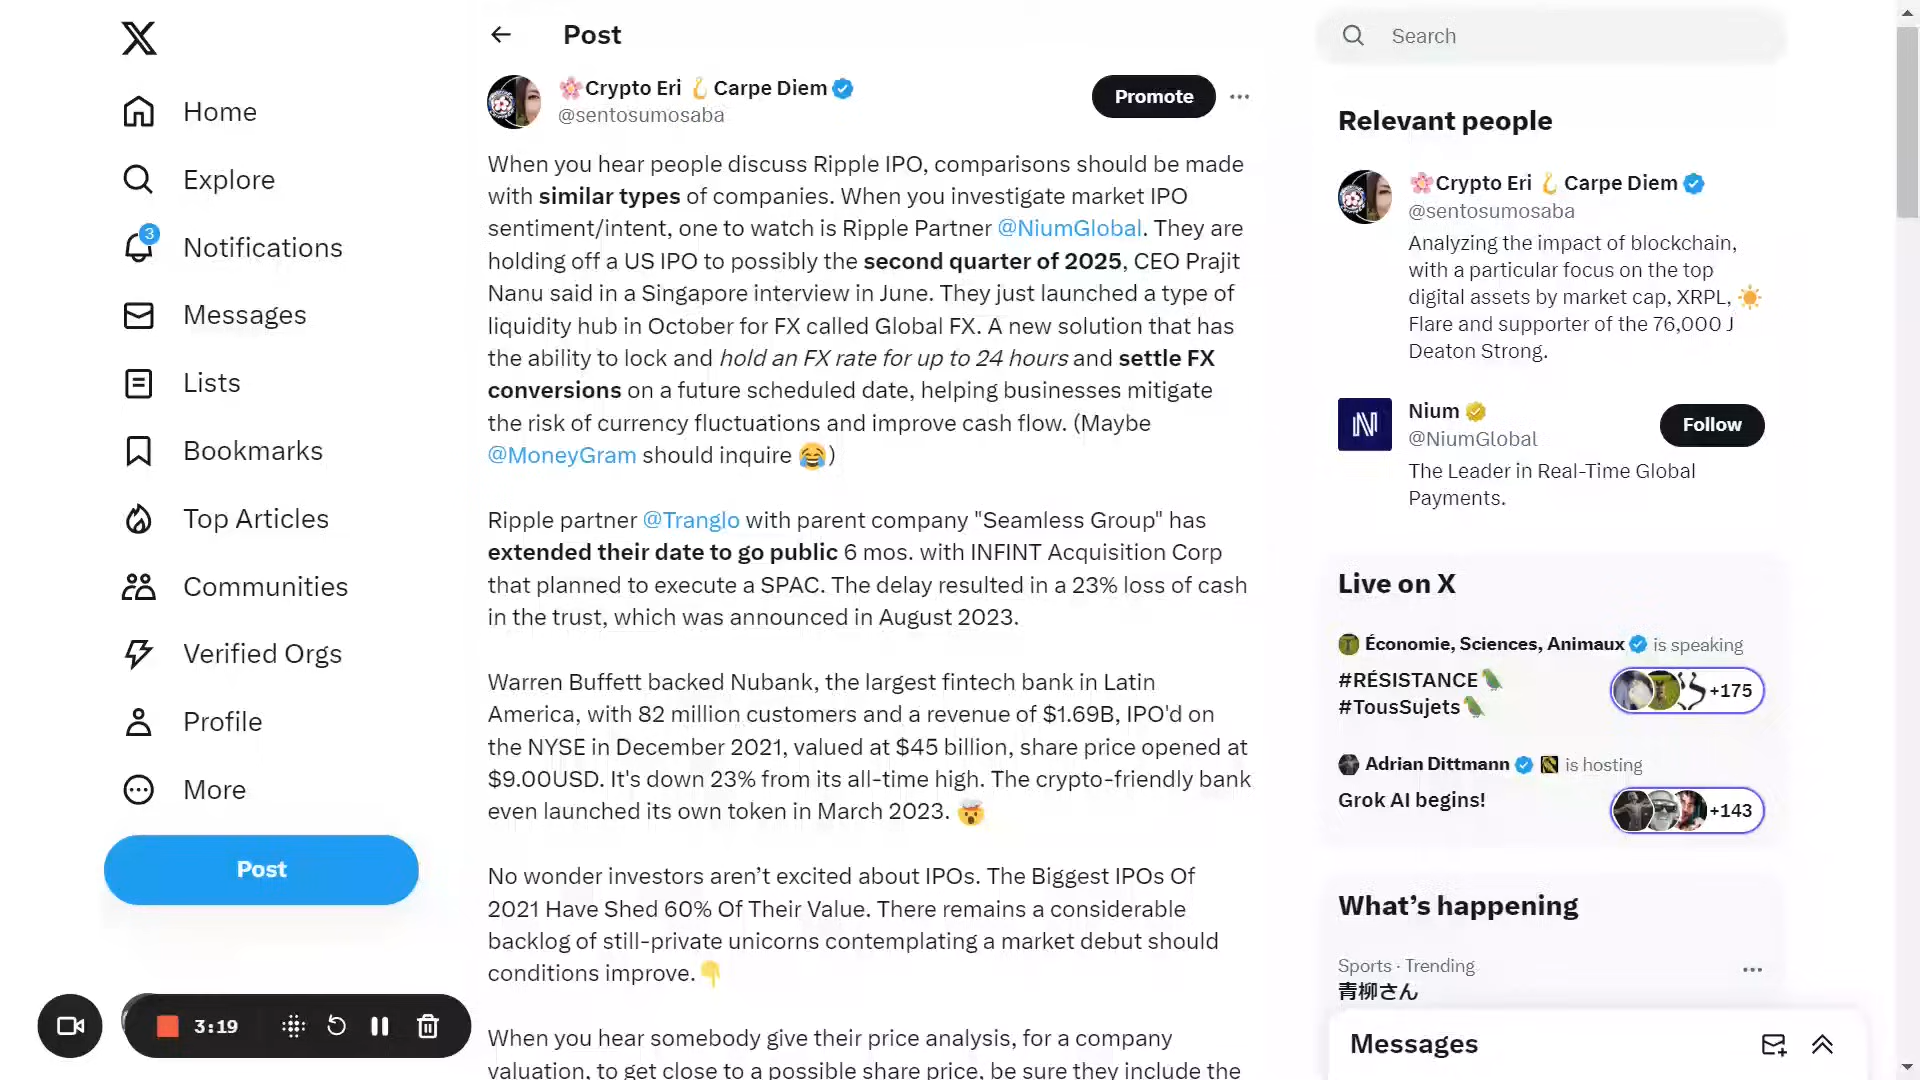 Home
Explore
3
Notifications
Messages
Lists
Bookmarks
Top Articles
Communities
Verified Orgs
Profile
More
Post
3:19
Post
🌸Crypto Eri 🪝Carpe Diem
@sentosumosaba
Promote
When you hear people discuss Ripple IPO, comparisons should be made
with similar types of companies. When you investigate market IPO
sentiment/intent, one to watch is Ripple Partner @NiumGlobal. They are
holding off a US IPO to possibly the second quarter of 2025, CEO Prajit
Nanu said in a Singapore interview in June. They just launched a type of
liquidity hub in October for FX called Global FX. A new solution that has
the ability to lock and hold an FX rate for up to 24 hours and settle FX
conversions on a future scheduled date, helping businesses mitigate
the risk of currency fluctuations and improve cash flow. (Maybe
@MoneyGram should inquire 😂)
Ripple partner @Tranglo with parent company "Seamless Group" has
extended their date to go public 6 mos. with INFINT Acquisition Corp
that planned to execute a SPAC. The delay resulted in a 23% loss of cash
in the trust, which was announced in August 2023.
Warren Buffett backed Nubank, the largest fintech bank in Latin
America, with 82 million customers and a revenue of $1.69B, IPO'd on
the NYSE in December 2021, valued at $45 billion, share price opened at
$9.00USD. It's down 23% from its all-time high. The crypto-friendly bank
even launched its own token in March 2023. 🤯
No wonder investors aren’t excited about IPOs. The Biggest IPOs Of
2021 Have Shed 60% Of Their Value. There remains a considerable
backlog of still-private unicorns contemplating a market debut should
conditions improve.👇
When you hear somebody give their price analysis, for a company
valuation, to get close to a possible share price, be sure they include the
Search
Relevant people
🌸Crypto Eri 🪝Carpe Diem
@sentosumosaba
Analyzing the impact of blockchain,
with a particular focus on the top
digital assets by market cap, XRPL, ☀️
Flare and supporter of the 76,000 J
Deaton Strong.
Nium
@NiumGlobal
Follow
The Leader in Real-Time Global
Payments.
Live on X
Économie, Sciences, Animaux is speaking
#RÉSISTANCE🦜
#TousSujets🦜
+175
Adrian Dittmann is hosting
Grok AI begins!
+143
What’s happening
Sports · Trending
青柳さん
Messages